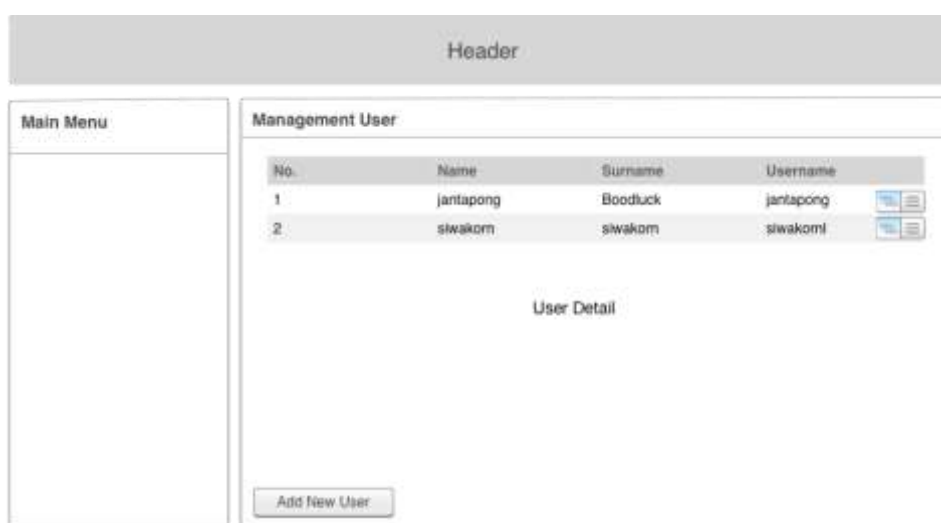 Header
Main Menu
Management User
No. Name Surname Username
1 jantapong Boodluck jantapong
2 siwakorn siwakorn siwakornl
User Detail
Add New User